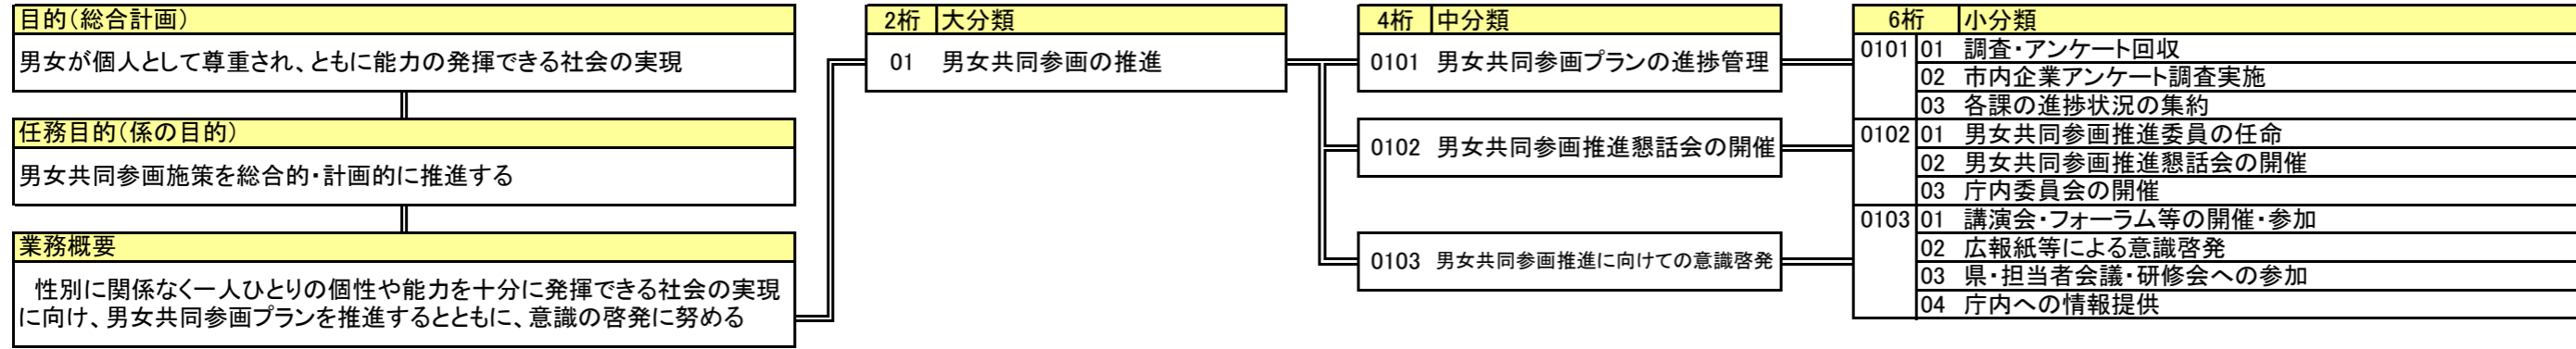 目的（総合計画）
男女が個人として尊重され、ともに能力の発揮できる社会の実現
任務目的（係の目的）
男女共同参画施策を総合的・計画的に推進する
業務概要
性別に関係なく一人ひとりの個性や能力を十分に発揮できる社会の実現
に向け、男女共同参画プランを推進するとともに、意識の啓発に努める
2桁 大分類
01 男女共同参画の推進
4桁 中分類
0101 男女共同参画プランの進捗管理
0102 男女共同参画推進懇話会の開催
0103 男女共同参画推進に向けての意識啓発
6桁 小分類
0101 01 調査・アンケート回収
02 市内企業アンケート調査実施
03 各課の進捗状況の集約
0102 01 男女共同参画推進委員の任命
02 男女共同参画推進懇話会の開催
03 庁内委員会の開催
0103 01 講演会・フォーラム等の開催・参加
02 広報紙等による意識啓発
03 県・担当者会議・研修会への参加
04 庁内への情報提供